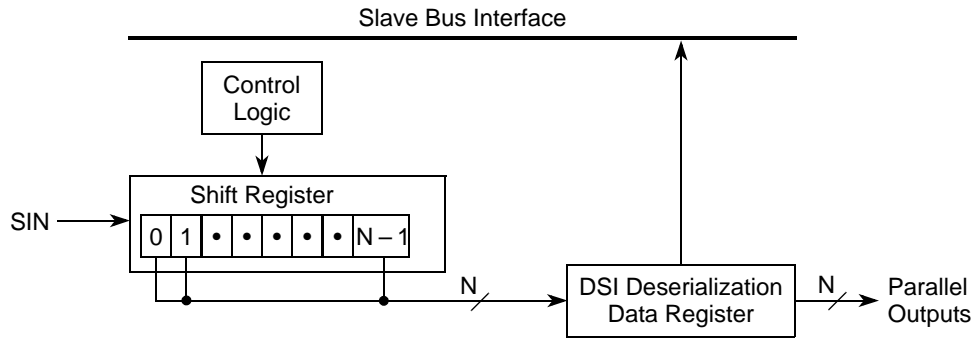 Slave Bus Interface
Control
Logic
Shift Register
SIN
0 1 • • • • • N – 1
N
DSI Deserialization
Data Register
N
Parallel
Outputs